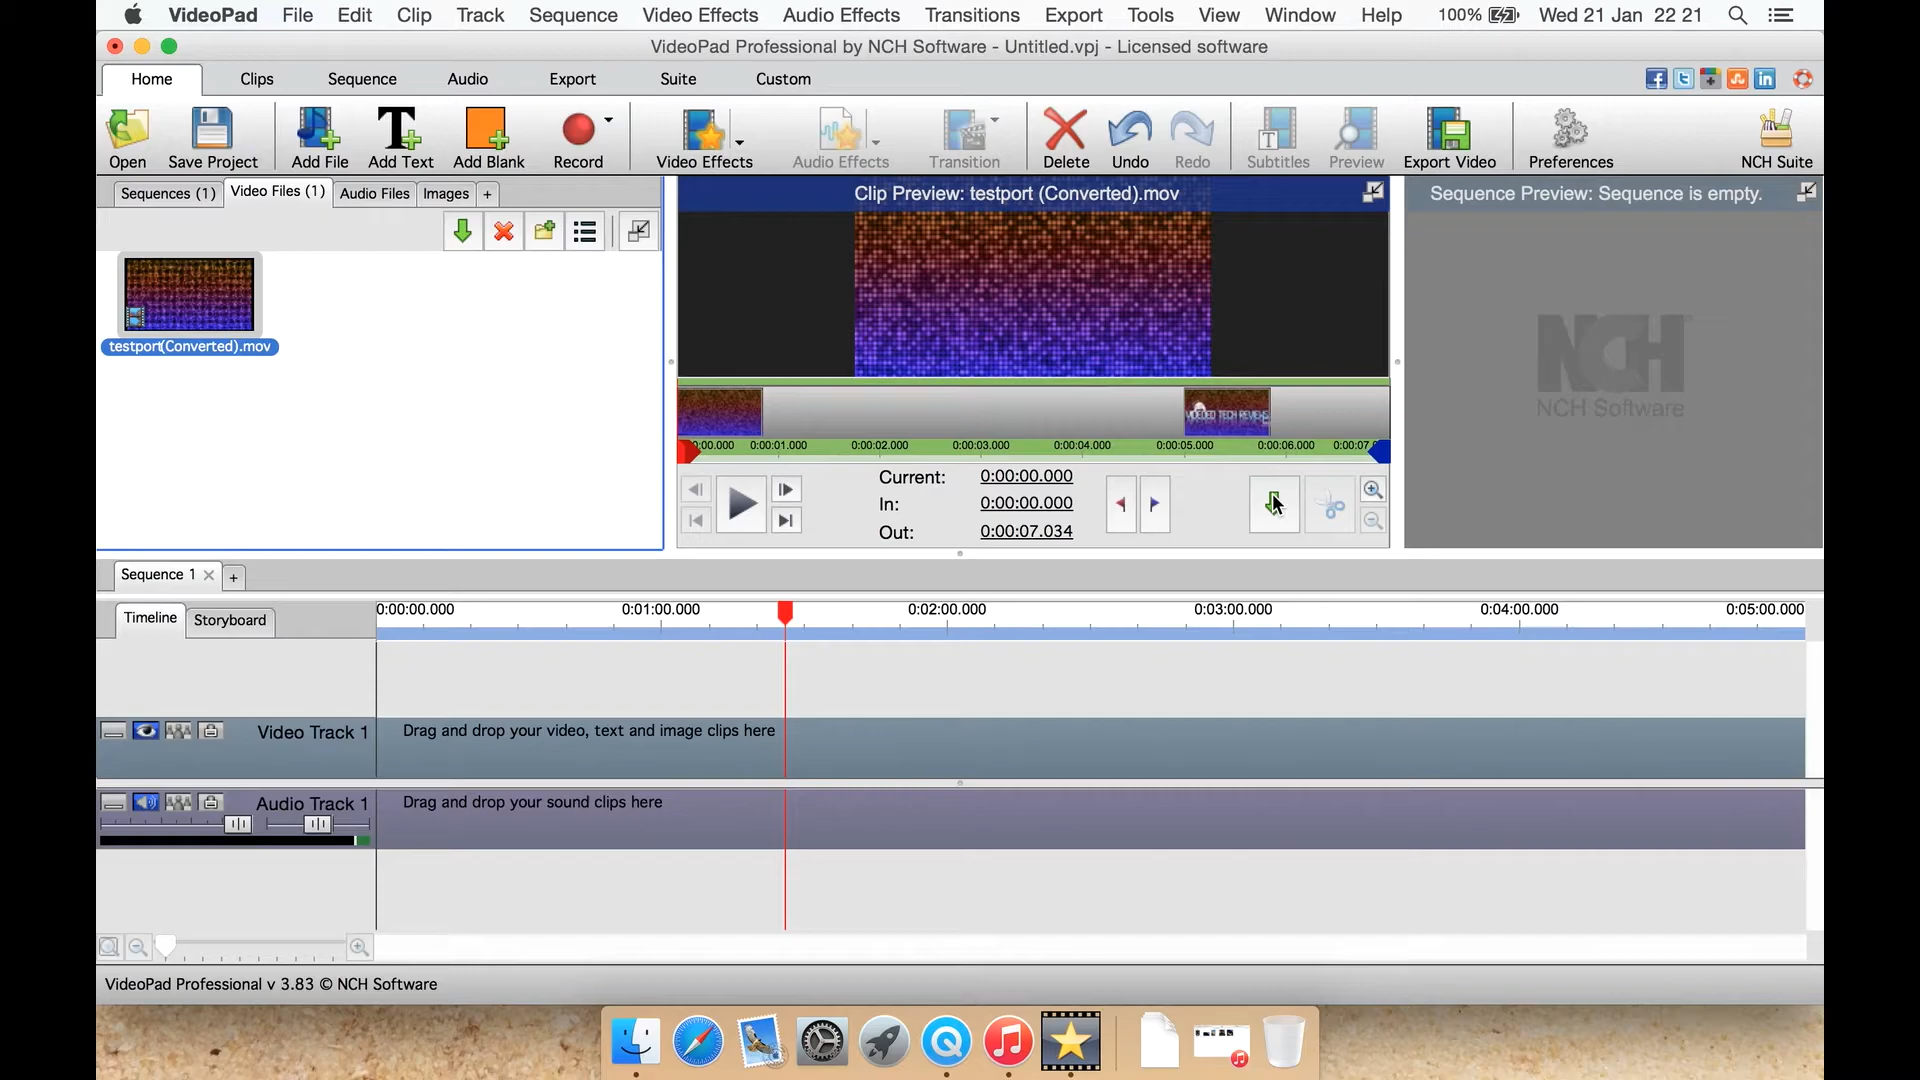 VideoPad File Edit Clip Track Sequence Video Effects Audio Effects Transitions Export Tools View Window Help 100% Wed 21 Jan 22 21
VideoPad Professional by NCH Software - Untitled.vpj - Licensed software
Home Clips Sequence Audio Export Suite Custom
Open Save Project Add File Add Text Add Blank Record Video Effects Audio Effects Transition Delete Undo Redo Subtitles Preview Export Video Preferences NCH Suite
Sequences (1) Video Files (1) Audio Files Images +
Clip Preview: testport (Converted).mov
Sequence Preview: Sequence is empty.
testport(Converted).mov
NCH
NCH Software
0:00:01.000 0:00:02.000 0:00:03.000 0:00:04.000 0:00:05.000 0:00:06.000
Current: 0:00:00.000
In: 0:00:00.000
Out: 0:00:07.034
Sequence 1 +
Timeline Storyboard
0:00:00.000 0:01:00.000 0:02:00.000 0:03:00.000 0:04:00.000 0:05:00.000
Video Track 1 Drag and drop your video, text and image clips here
Audio Track 1 Drag and drop your sound clips here
VideoPad Professional v 3.83 © NCH Software